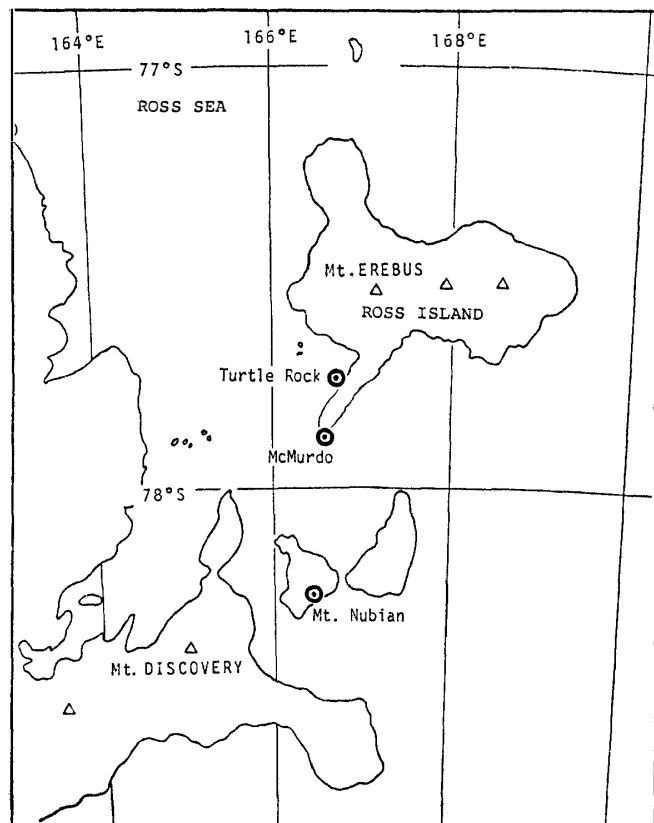 164°E
166°E
168°E
77°S
ROSS SEA
Mt.EREBUS
ROSS ISLAND
Turtle Rock
McMurdo
78°S
Mt. Nubian
Mt. DISCOVERY